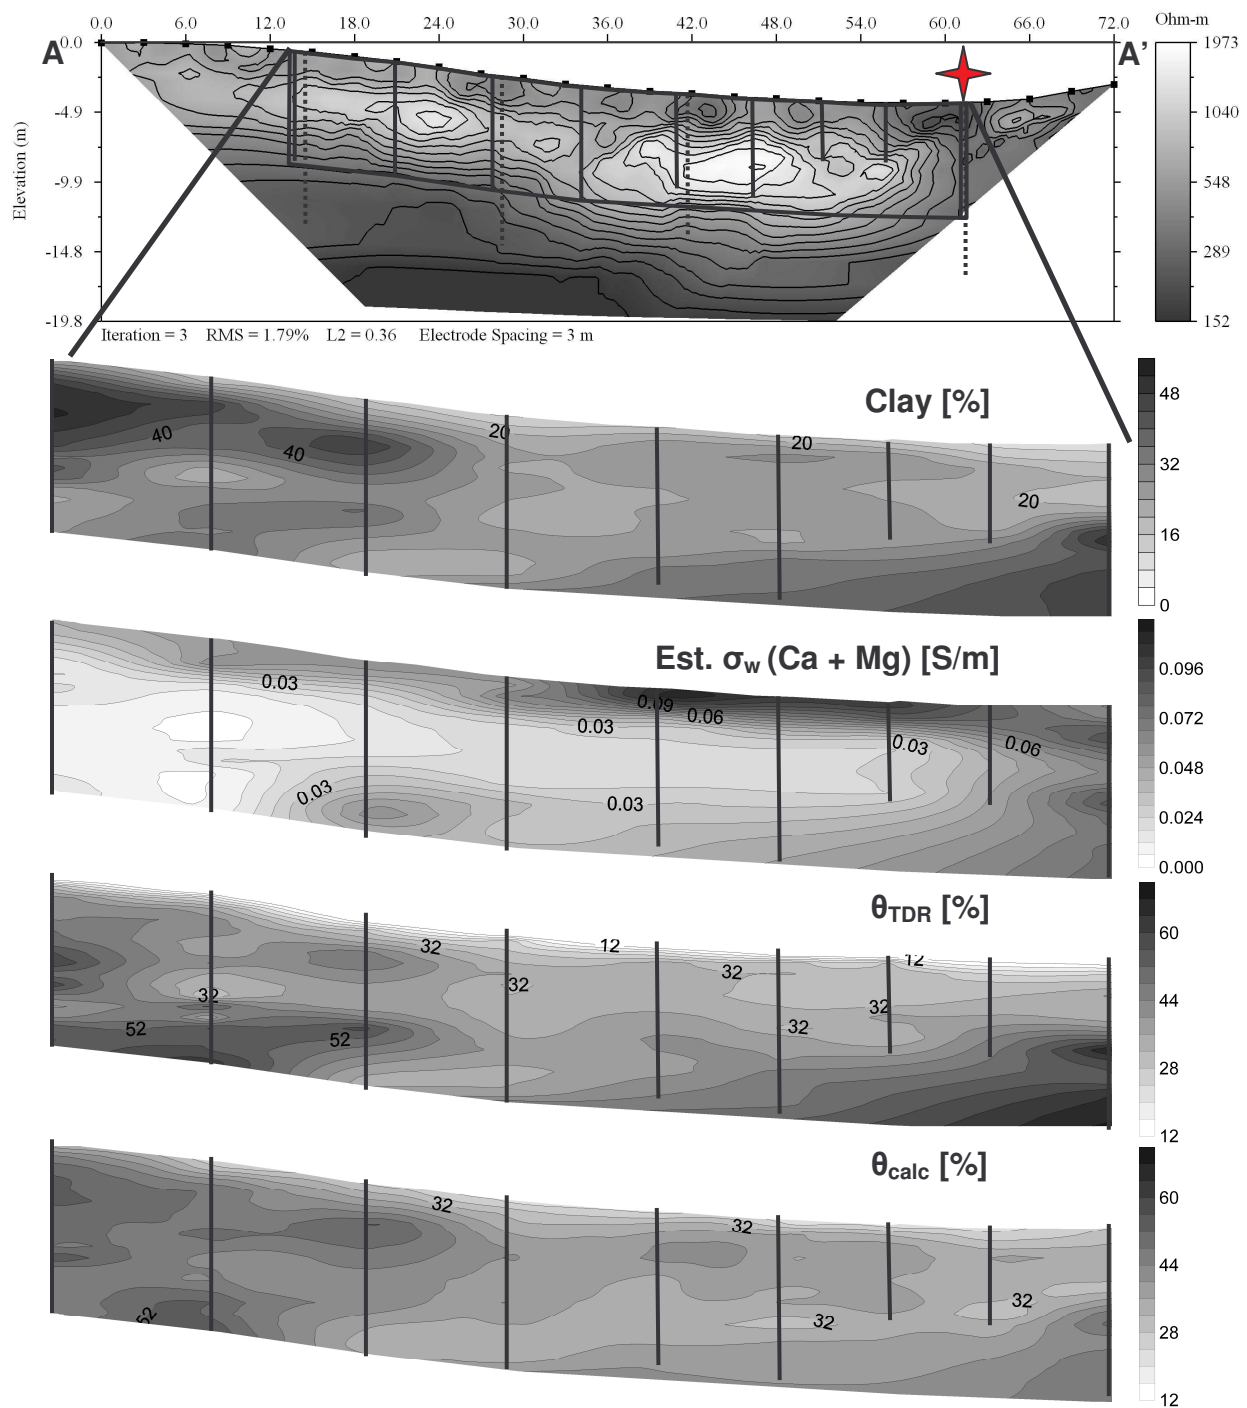 0.0 6.0 12.0 18.0 24.0 30.0 36.0 42.0 48.0 54.0 60.0 66.0 72.0 Ohm-m
A A’
0.0 1973
-4.9 1040
Elevation (m)
-9.9 548
-14.8 289
-19.8 152
Iteration = 3 RMS = 1.79% L2 = 0.36 Electrode Spacing = 3 m
Clay [%]
48
40 40 20 20
32
20
16
0
Est. σw (Ca + Mg) [S/m]
0.096
0.03 0.09 0.06
0.072
0.03 0.03 0.06
0.048
0.03 0.03
0.024
0.000
θTDR [%]
60
32 12 12
32 32
44
32 32
52 52 32
28
12
θcalc [%]
60
32 32
44
52 32 32
28
12